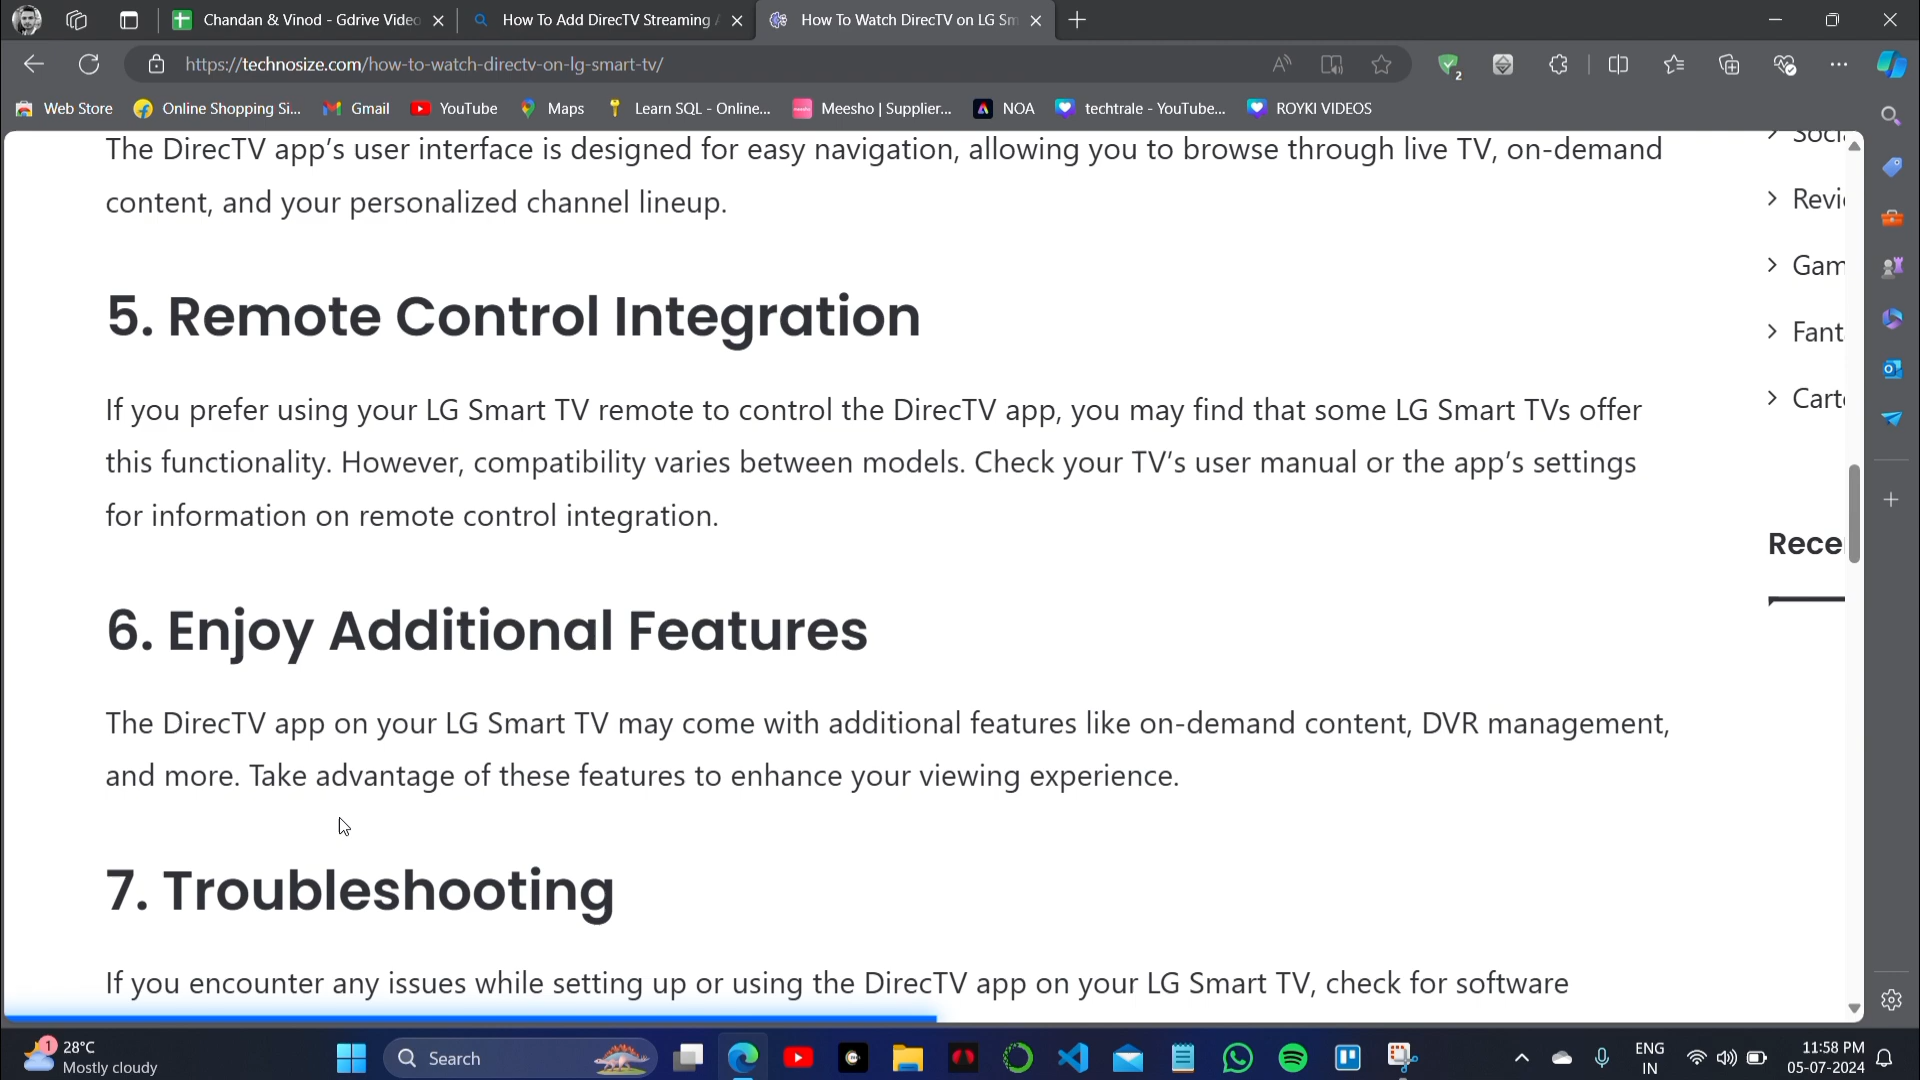 Chandan & Vinod - Gdrive Video
How To Add DirecTV Streaming
How To Watch DirecTV on LG Sm
https://technosize.com/how-to-watch-directv-on-lg-smart-tv/
2
Web Store
Online Shopping Si...
Gmail
YouTube
Maps
Learn SQL - Online...
Meesho | Supplier...
NOA
techtrale - YouTube...
ROYKI VIDEOS
The DirecTV app's user interface is designed for easy navigation, allowing you to browse through live TV, on-demand
content, and your personalized channel lineup.
5. Remote Control Integration
If you prefer using your LG Smart TV remote to control the DirecTV app, you may find that some LG Smart TVs offer
this functionality. However, compatibility varies between models. Check your TV's user manual or the app's settings
for information on remote control integration.
6. Enjoy Additional Features
The DirecTV app on your LG Smart TV may come with additional features like on-demand content, DVR management,
and more. Take advantage of these features to enhance your viewing experience.
7. Troubleshooting
If you encounter any issues while setting up or using the DirecTV app on your LG Smart TV, check for software
Revi
Gam
Fant
Cart
Rece
1
28°C
Mostly cloudy
Search
ENG
IN
11:58 PM
05-07-2024